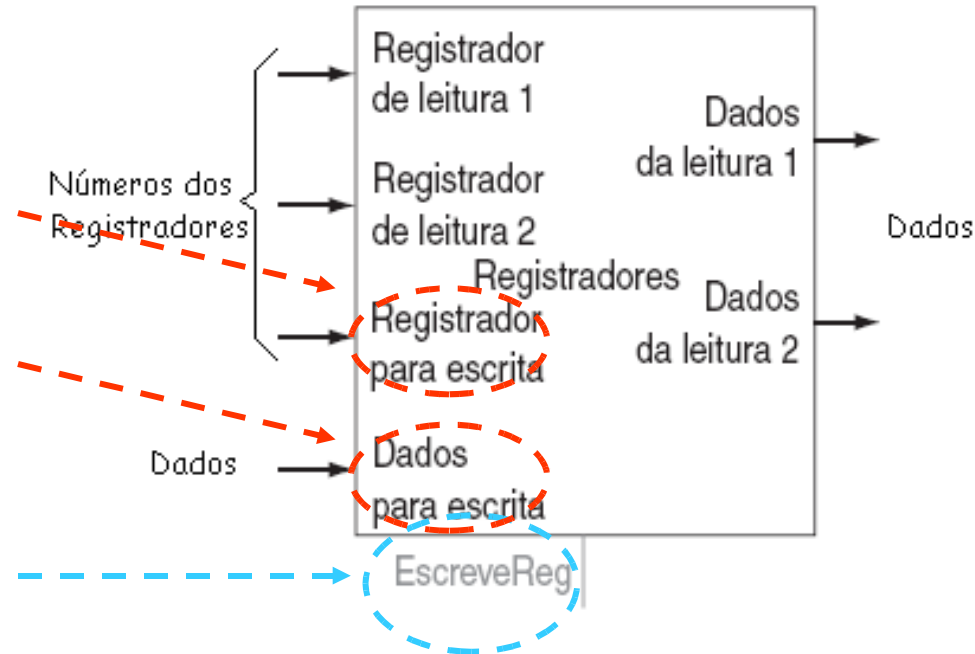 Registrador
de leitura 1
Dados
da leitura 1
Números dos
Registradores
Registrador
de leitura 2
Dados
Registradores
Dados
da leitura 2
Registrador
para escrita
Dados
Dados
para escrita
EscreveReg